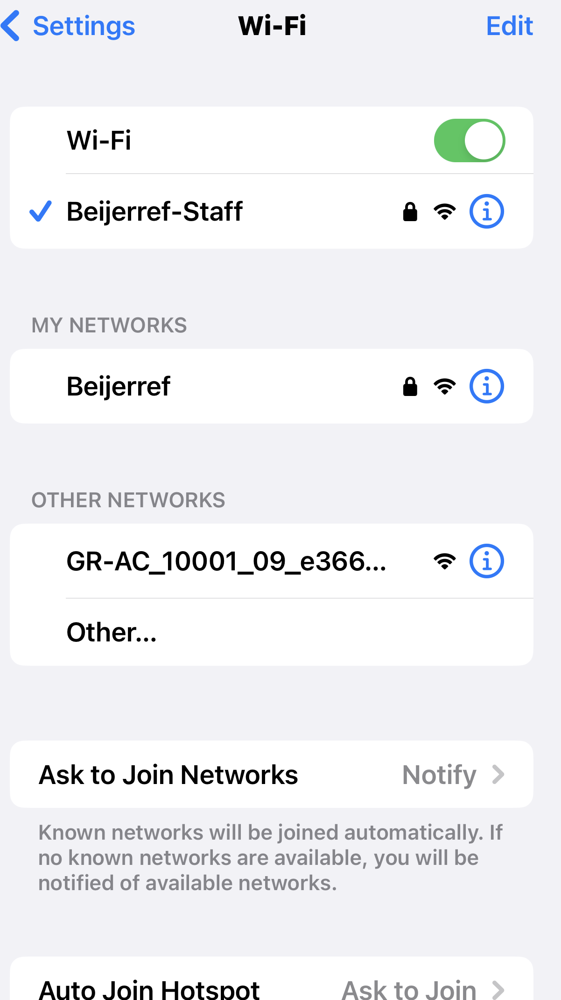 Settings Wi-Fi Edit
Wi-Fi
Beijerref-Staff
MY NETWORKS
Beijerref
OTHER NETWORKS
GR-AC_10001_09_e366...
Other...
Ask to Join Networks Notify
Known networks will be joined automatically. If
no known networks are available, you will be
notified of available networks.
Auto Join Hotspot Ask to Join